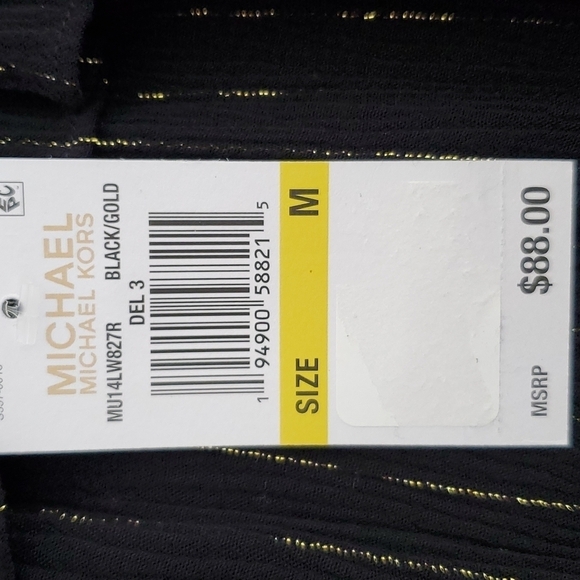 MICHAEL
MICHAEL KORS
MU14LW827R BLACK/GOLD
DEL 3
1 94900 58821 5
SIZE M
MSRP $88.00